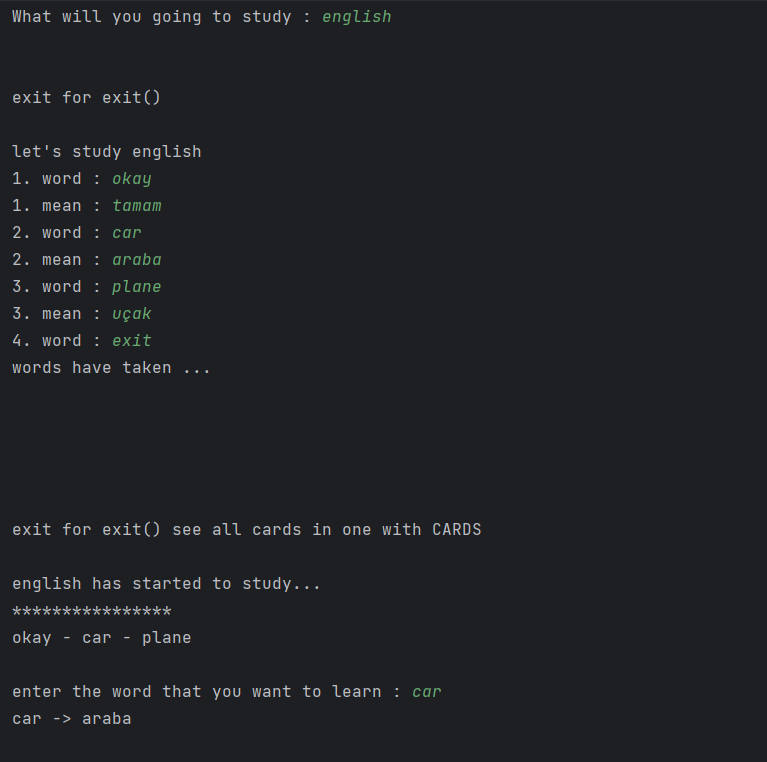 What will you going to study : english
exit for exit()
let's study english
1. word : okay
1. mean : tamam
2. word : car
2. mean : araba
3. word : plane
3. mean : uçak
4. word : exit
words have taken ...
exit for exit() see all cards in one with CARDS
english has started to study...
****************
okay - car - plane
enter the word that you want to learn : car
car -> araba